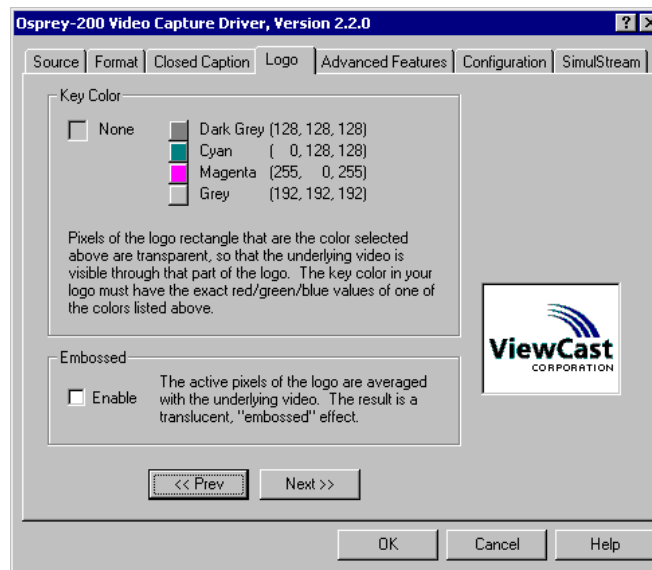 Osprey-200 Video Capture Driver, Version 2.2.0
Source
Format
Closed Caption
Logo
Advanced Features
Configuration
SimulStream
Key Color
None
Dark Grey (128, 128, 128)
Cyan ( 0, 128, 128)
Magenta (255, 0, 255)
Grey (192, 192, 192)
Pixels of the logo rectangle that are the color selected
above are transparent, so that the underlying video is
visible through that part of the logo. The key color in your
logo must have the exact red/green/blue values of one of
the colors listed above.
ViewCast
CORPORATION
Embossed
Enable
The active pixels of the logo are averaged
with the underlying video. The result is a
translucent, "embossed" effect.
<< Prev
Next >>
OK
Cancel
Help